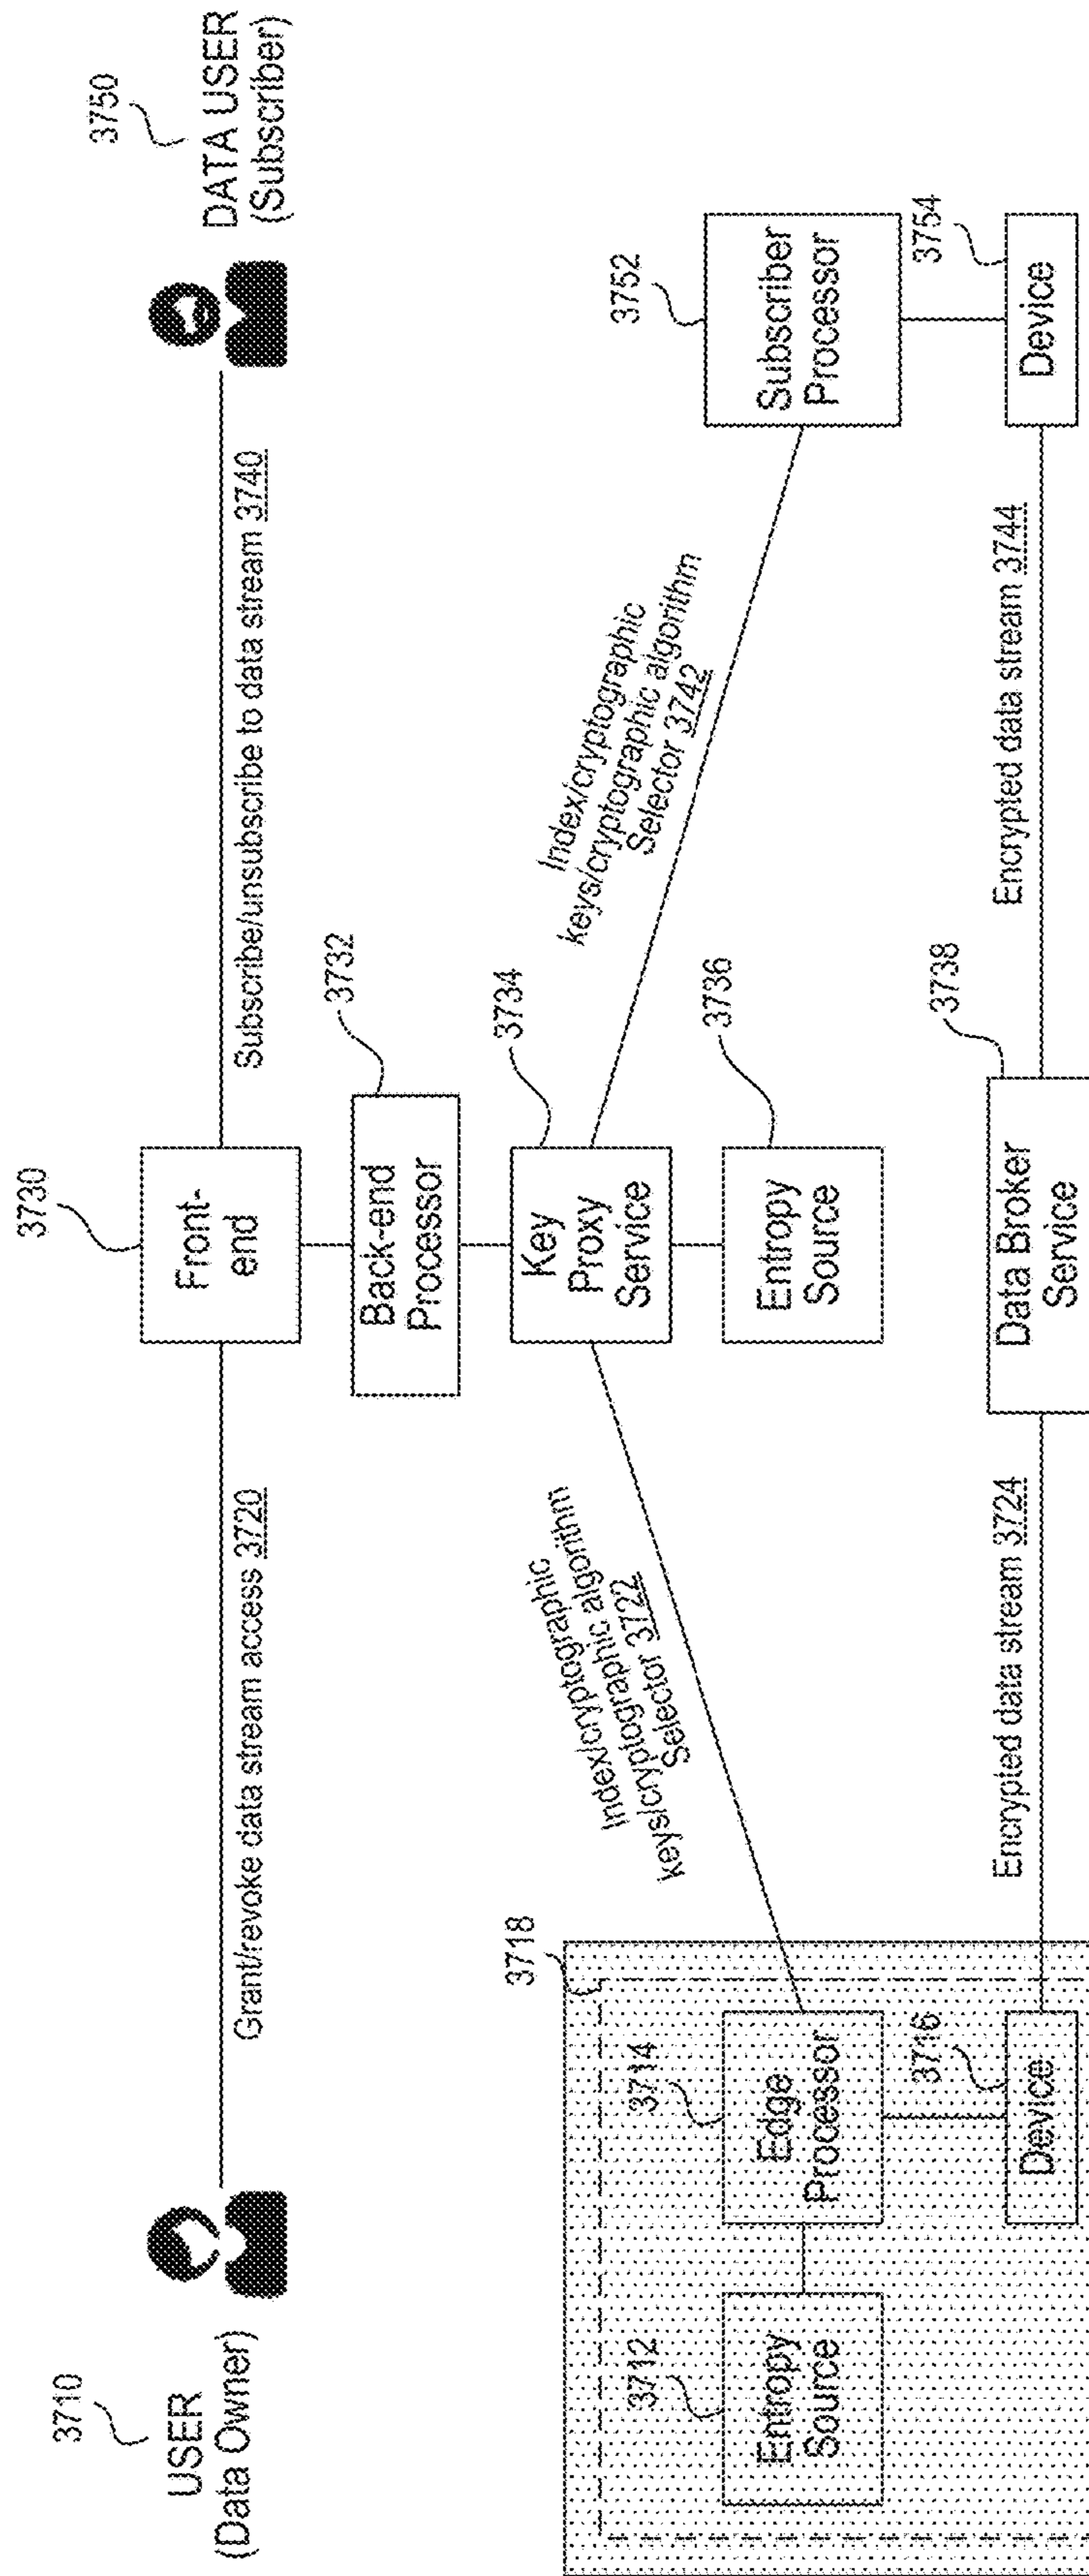 3710
USER
(Data Owner)
Grant/revoke data stream access 3720
3730
Front-
end
Subscribe/unsubscribe to data stream 3740
3750
DATA USER
(Subscriber)
3732
Back-end
Processor
3734
Key
Proxy
Service
3736
Entropy
Source
3718
3712
Entropy
Source
3714
Edge
Processor
3716
Device
Index/cryptographic
keys/cryptographic algorithm
Selector 3722
Encrypted data stream 3724
3738
Data Broker
Service
Index/cryptographic
keys/cryptographic algorithm
Selector 3742
Encrypted data stream 3744
3752
Subscriber
Processor
3754
Device